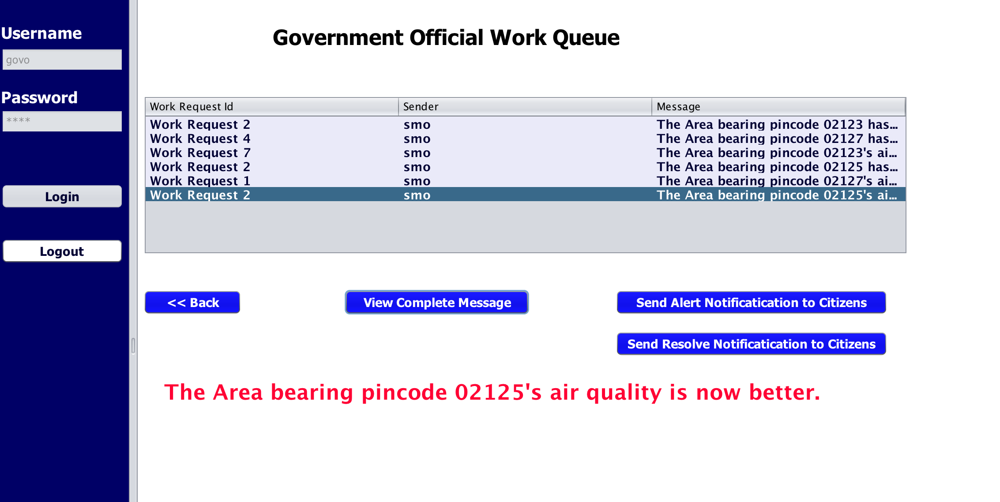 Username
govo
Password
****
Login
Logout
Government Official Work Queue
Work Request Id Sender Message
Work Request 2 smo The Area bearing pincode 02123 has...
Work Request 4 smo The Area bearing pincode 02127 has...
Work Request 7 smo The Area bearing pincode 02123's ai...
Work Request 2 smo The Area bearing pincode 02125 has...
Work Request 1 smo The Area bearing pincode 02127's ai...
Work Request 2 smo The Area bearing pincode 02125's ai...
<< Back View Complete Message Send Alert Notificatication to Citizens
Send Resolve Notificatication to Citizens
The Area bearing pincode 02125's air quality is now better.